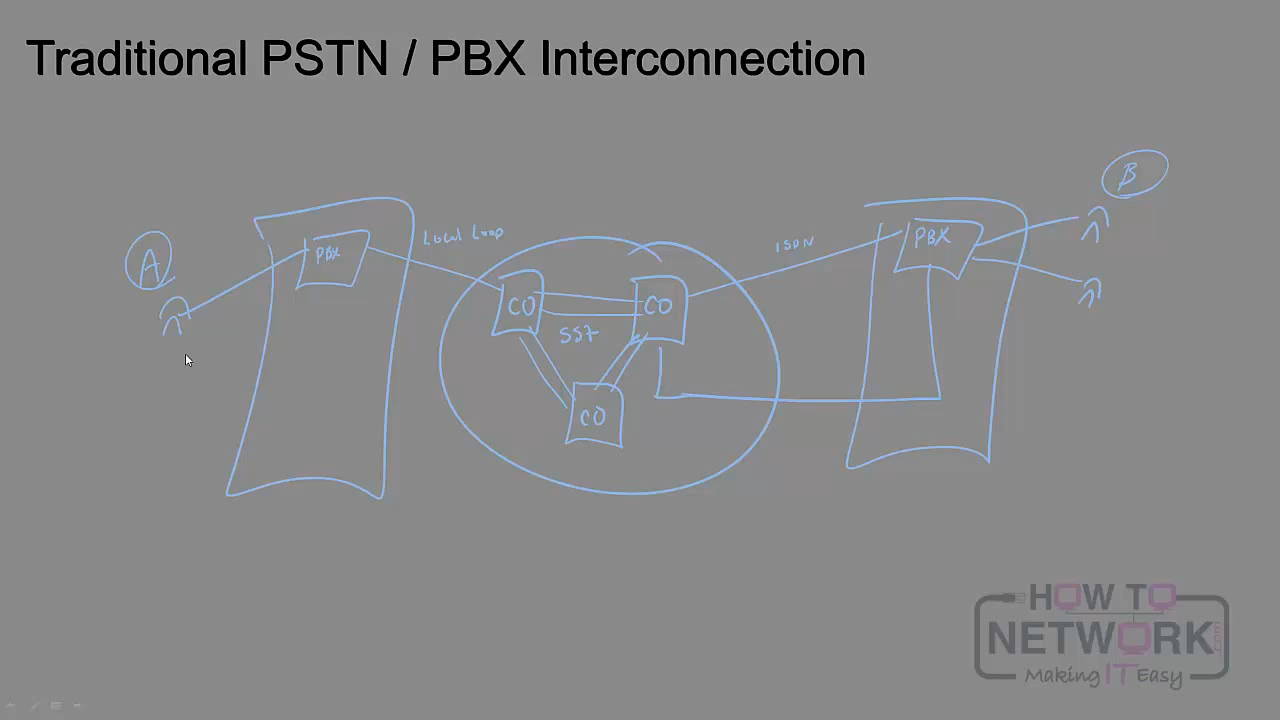 Traditional PSTN / PBX Interconnection
B
A
PBX
Local Loop
ISDN
PBX
CO
CO
SS7
CO
HOW TO
NETWORK.com
Making IT Easy